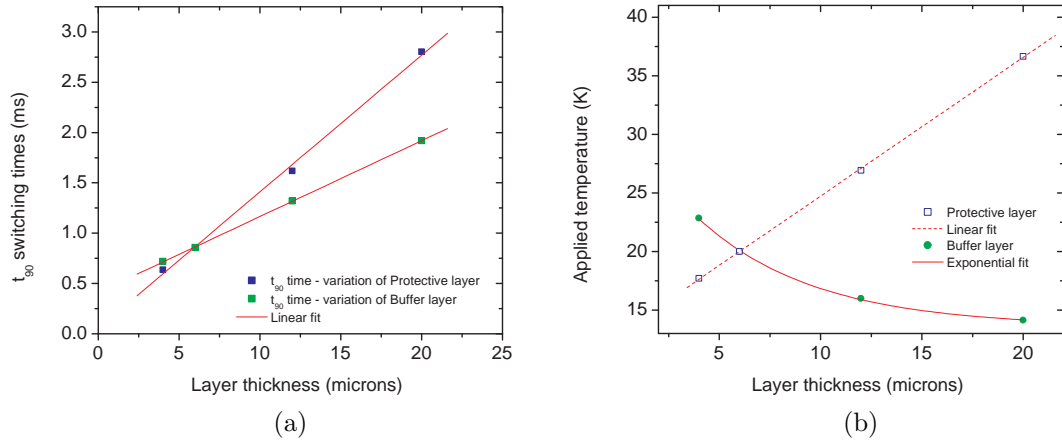 3.0
2.5
2.0
1.5
1.0
0.5
0.0
t90 switching times (ms)
t90 time - variation of Protective layer
t90 time - variation of Buffer layer
Linear fit
0 5 10 15 20 25
Layer thickness (microns)
(a)
40
35
30
25
20
15
Applied temperature (K)
Protective layer
Linear fit
Buffer layer
Exponential fit
5 10 15 20
Layer thickness (microns)
(b)